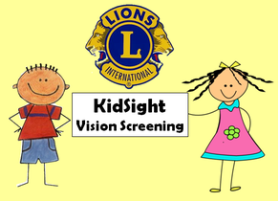 LIONS
L
INTERNATIONAL
KidSight
Vision Screening